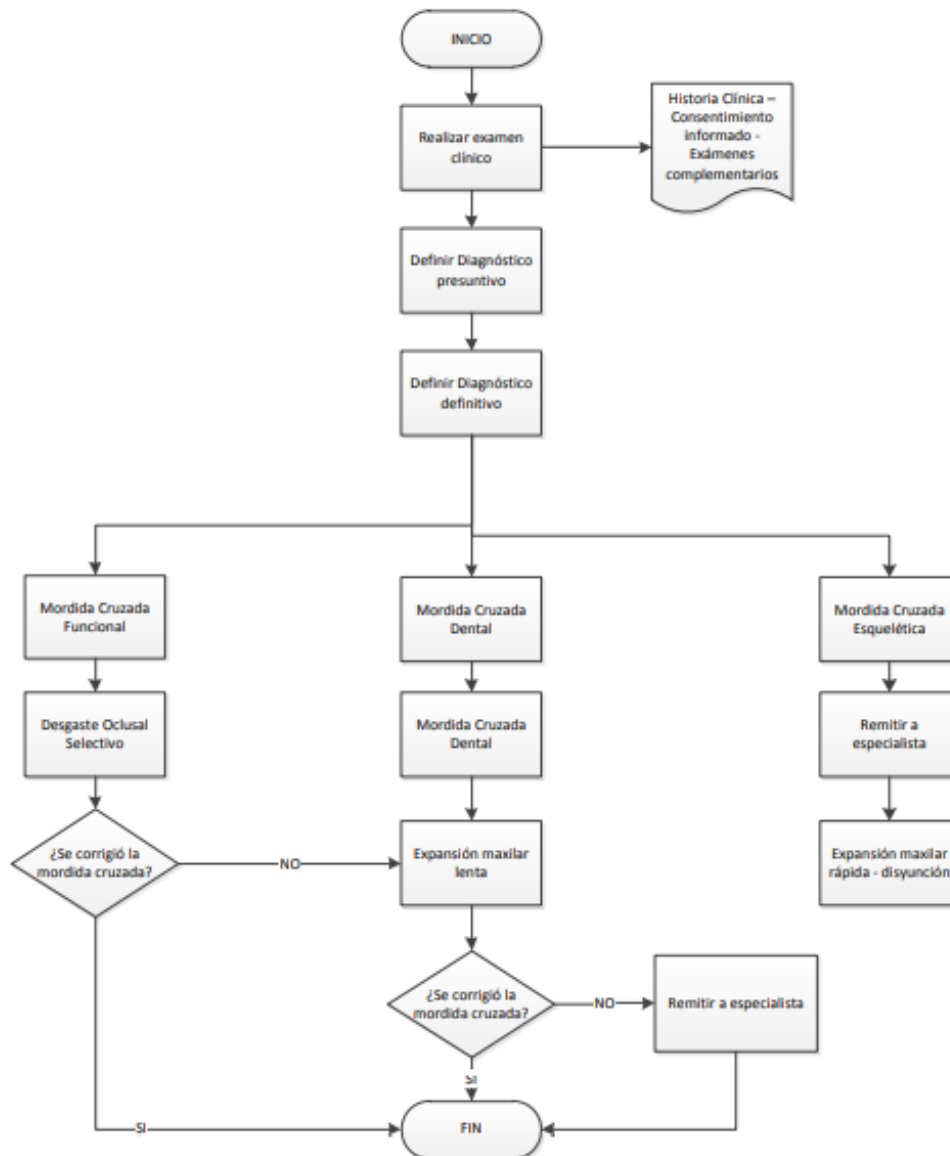 INICIO
Realizar examen
clínico
Historia Clínica –
Consentimiento
informado -
Exámenes
complementarios
Definir Diagnóstico
presuntivo
Definir Diagnóstico
definitivo
Mordida Cruzada
Funcional
Mordida Cruzada
Dental
Mordida Cruzada
Esquelética
Desgaste Oclusal
Selectivo
Mordida Cruzada
Dental
Remitir a
especialista
¿Se corrigió la
mordida cruzada?
NO
Expansión maxilar
lenta
Expansión maxilar
rápida - disyunción
¿Se corrigió la
mordida cruzada?
NO
Remitir a especialista
SI
SI
FIN